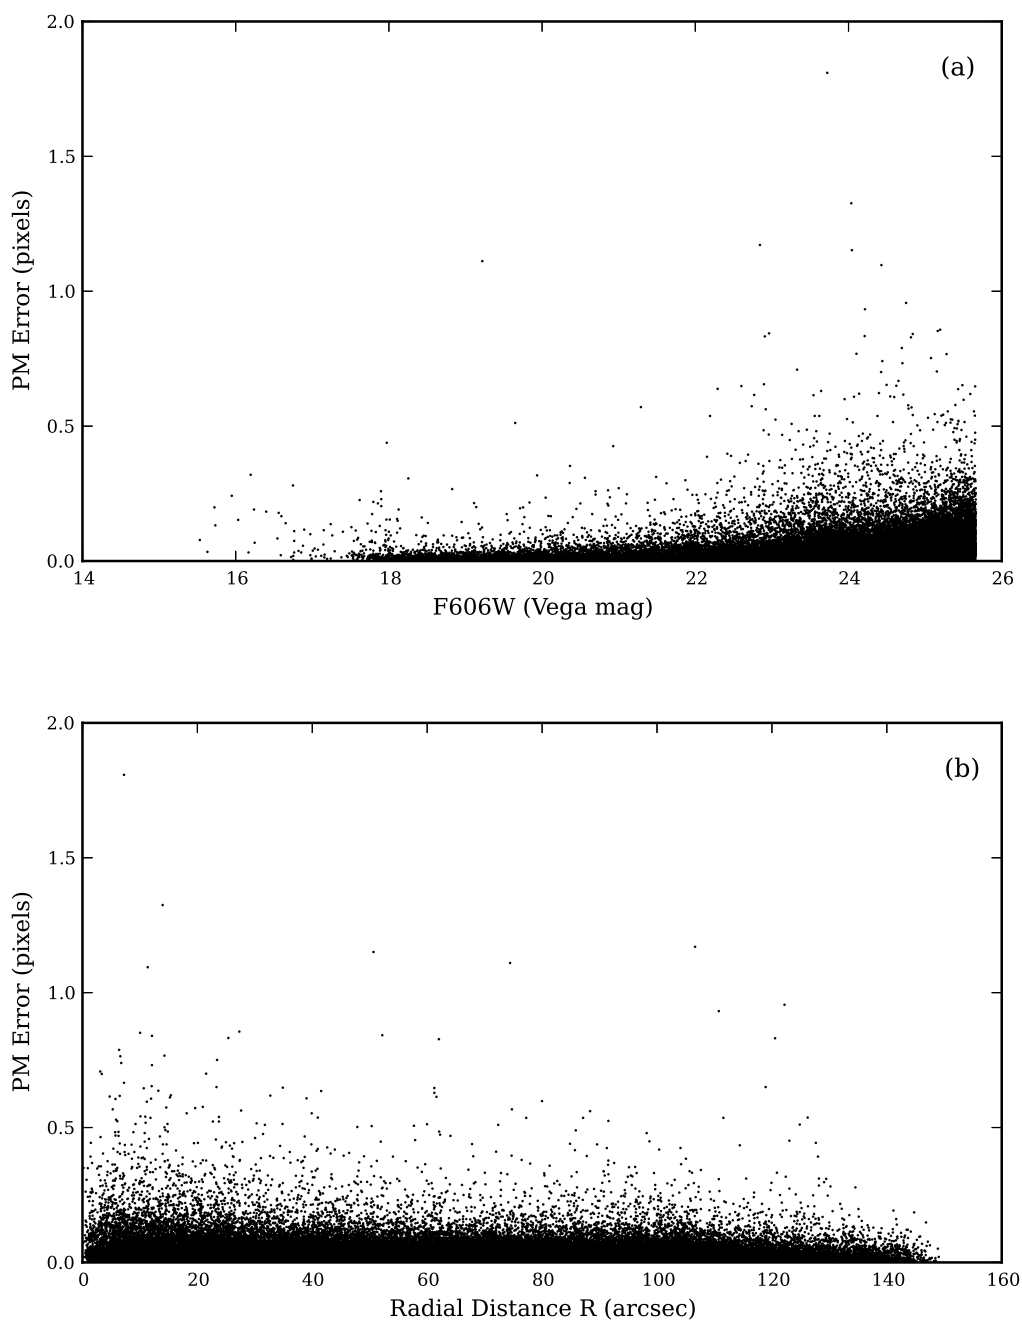 2.0
(a)
1.5
PM Error (pixels)
1.0
0.5
0.0
14 16 18 20 22 24 26
F606W (Vega mag)
2.0
(b)
1.5
PM Error (pixels)
1.0
0.5
0.0
0 20 40 60 80 100 120 140 160
Radial Distance R (arcsec)